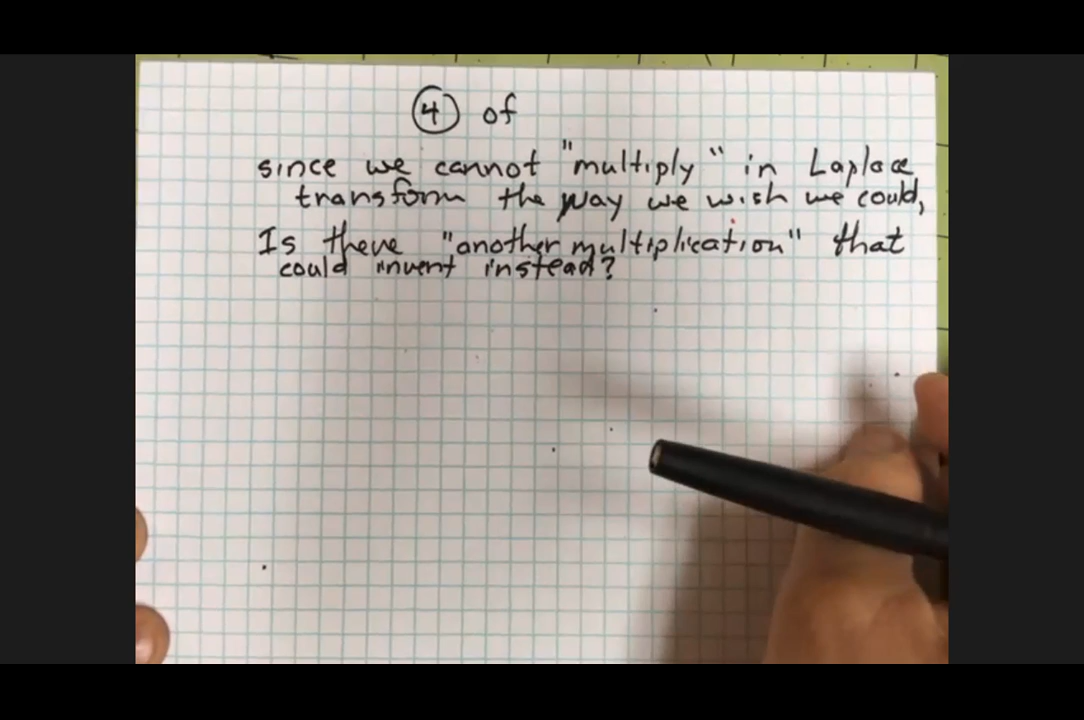 ④ of
since we cannot "multiply" in Laplace
transform the way we wish we could,
Is there "another multiplication" that
could invent instead?